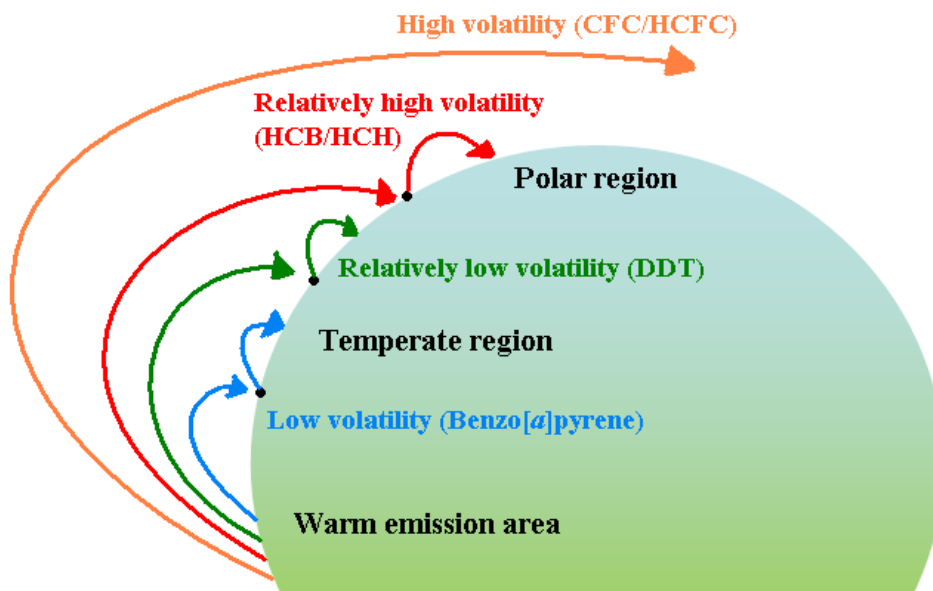 High volatility (CFC/HCFC)
Relatively high volatility
(HCB/HCH)
Polar region
Relatively low volatility (DDT)
Temperate region
Low volatility (Benzo[a]pyrene)
Warm emission area